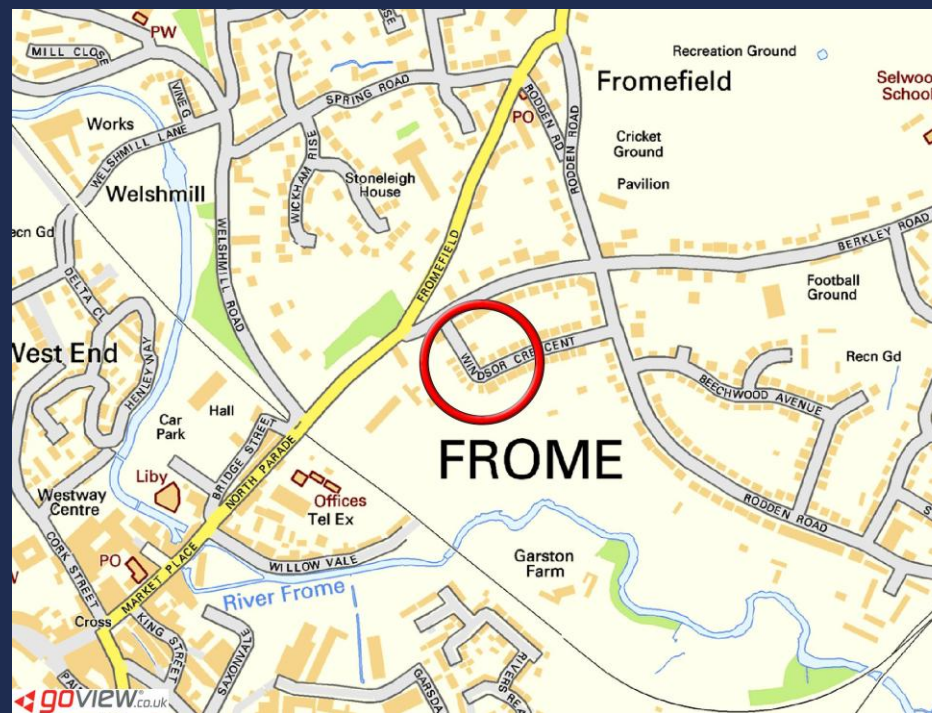 PW
MILL CLOSE
Recreation Ground
Fromefield
Selwoo
School
SPRING ROAD
VINE G
Works
PO
RODDEN RD
RODDEN ROAD
Cricket
Ground
Pavilion
WELSHMILL LANE
Welshmill
WICKHAM RISE
Stoneleigh
House
ecn Gd
WELSHMILL ROAD
FROMEFIELD
BERKLEY ROAD
DELTA CL
Football
Ground
West End
HENLEY WAY
WINDSOR CRESCENT
Recn Gd
BEECHWOOD AVENUE
Car
Park
Hall
BRIDGE STREET
NORTH PARADE
FROME
Liby
Offices
Tel Ex
Westway
Centre
RODDEN ROAD
S
CORK STREET
PO
MARKET PLACE
WILLOW VALE
Garston
Farm
River Frome
W
Cross
KING STREET
SAXONVALE
GARSDA
RIVERS REA
PA
goview.co.uk